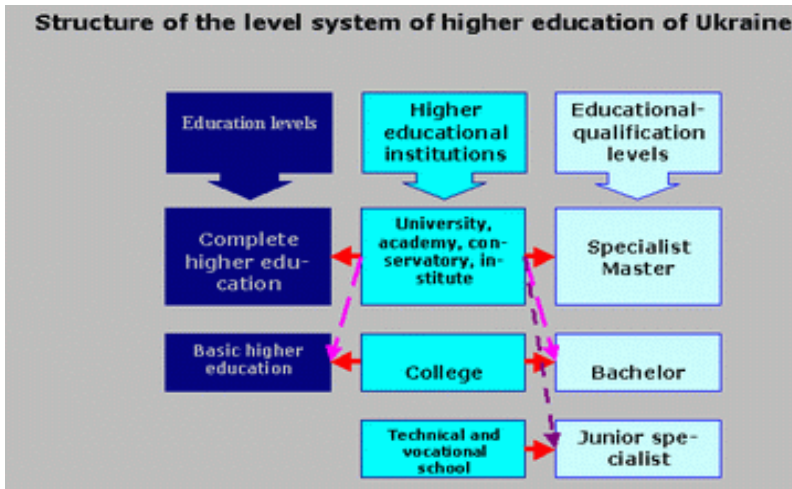 Structure of the level system of higher education of Ukraine
Education levels
Higher
educational
institutions
Educational-
qualification
levels
Complete
higher edu-
cation
University,
academy, con-
servatory, in-
stitute
Specialist
Master
Basic higher
education
College
Bachelor
Technical and
vocational
school
Junior spe-
cialist